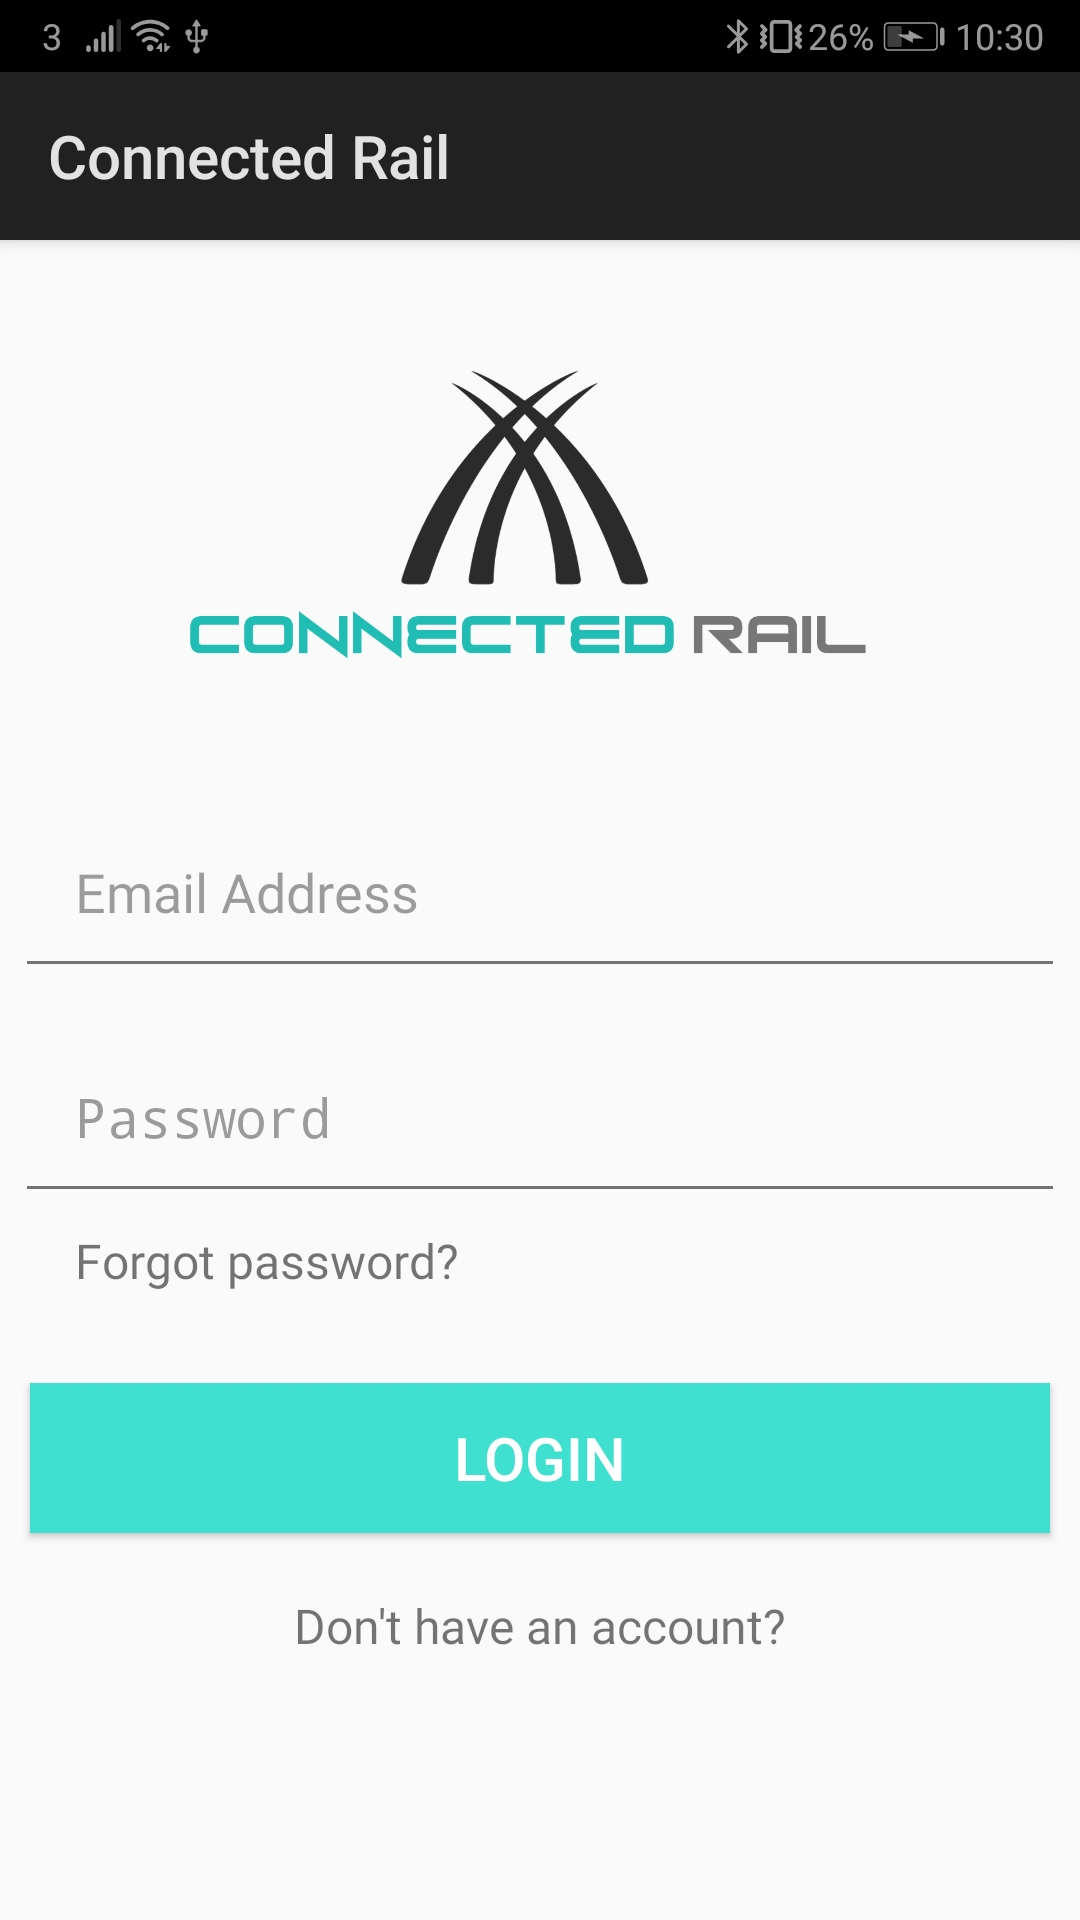 3 26% 10:30
Connected Rail
CONNECTED RAIL
Email Address
Password
Forgot password?
LOGIN
Don't have an account?